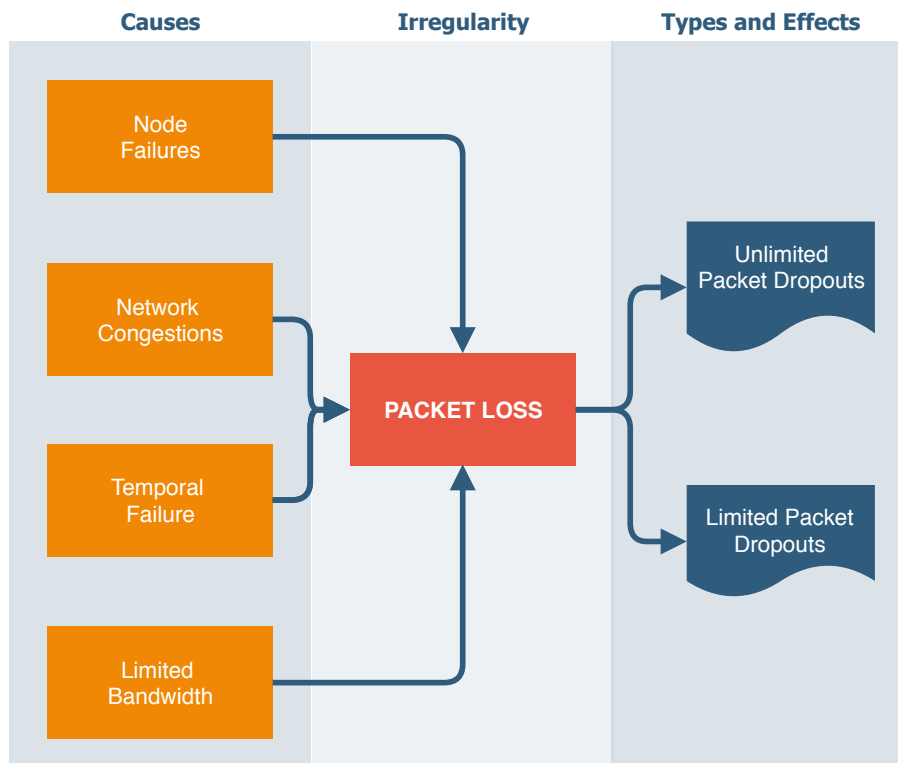 Causes
Irregularity
Types and Effects
Node
Failures
Network
Congestions
Temporal
Failure
Limited
Bandwidth
PACKET LOSS
Unlimited
Packet Dropouts
Limited Packet
Dropouts